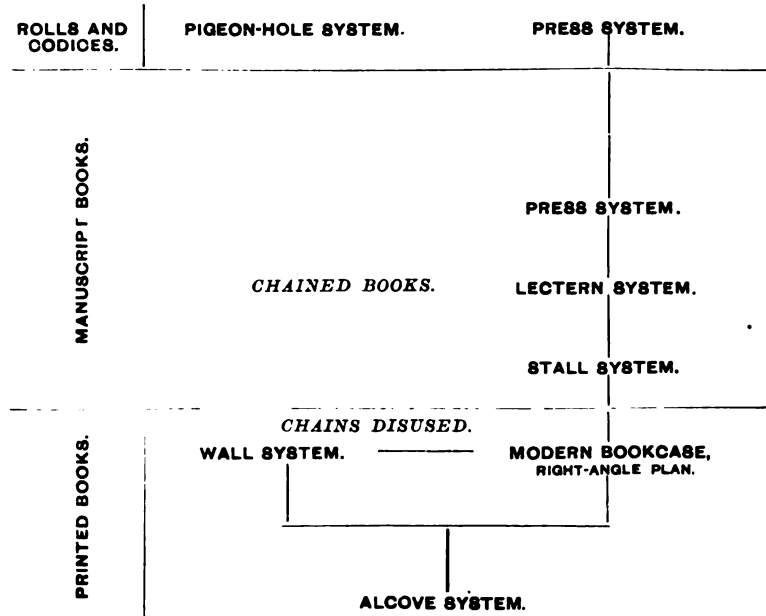 ROLLS AND
CODICES.
PIGEON-HOLE SYSTEM.
PRESS SYSTEM.
MANUSCRIPT BOOKS.
PRESS SYSTEM.
CHAINED BOOKS.
LECTERN SYSTEM.
STALL SYSTEM.
PRINTED BOOKS.
CHAINS DISUSED.
WALL SYSTEM.
MODERN BOOKCASE,
RIGHT-ANGLE PLAN.
ALCOVE SYSTEM.